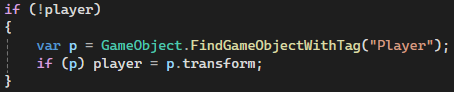 if (!player)
{
    var p = GameObject.FindGameObjectWithTag("Player");
    if (p) player = p.transform;
}